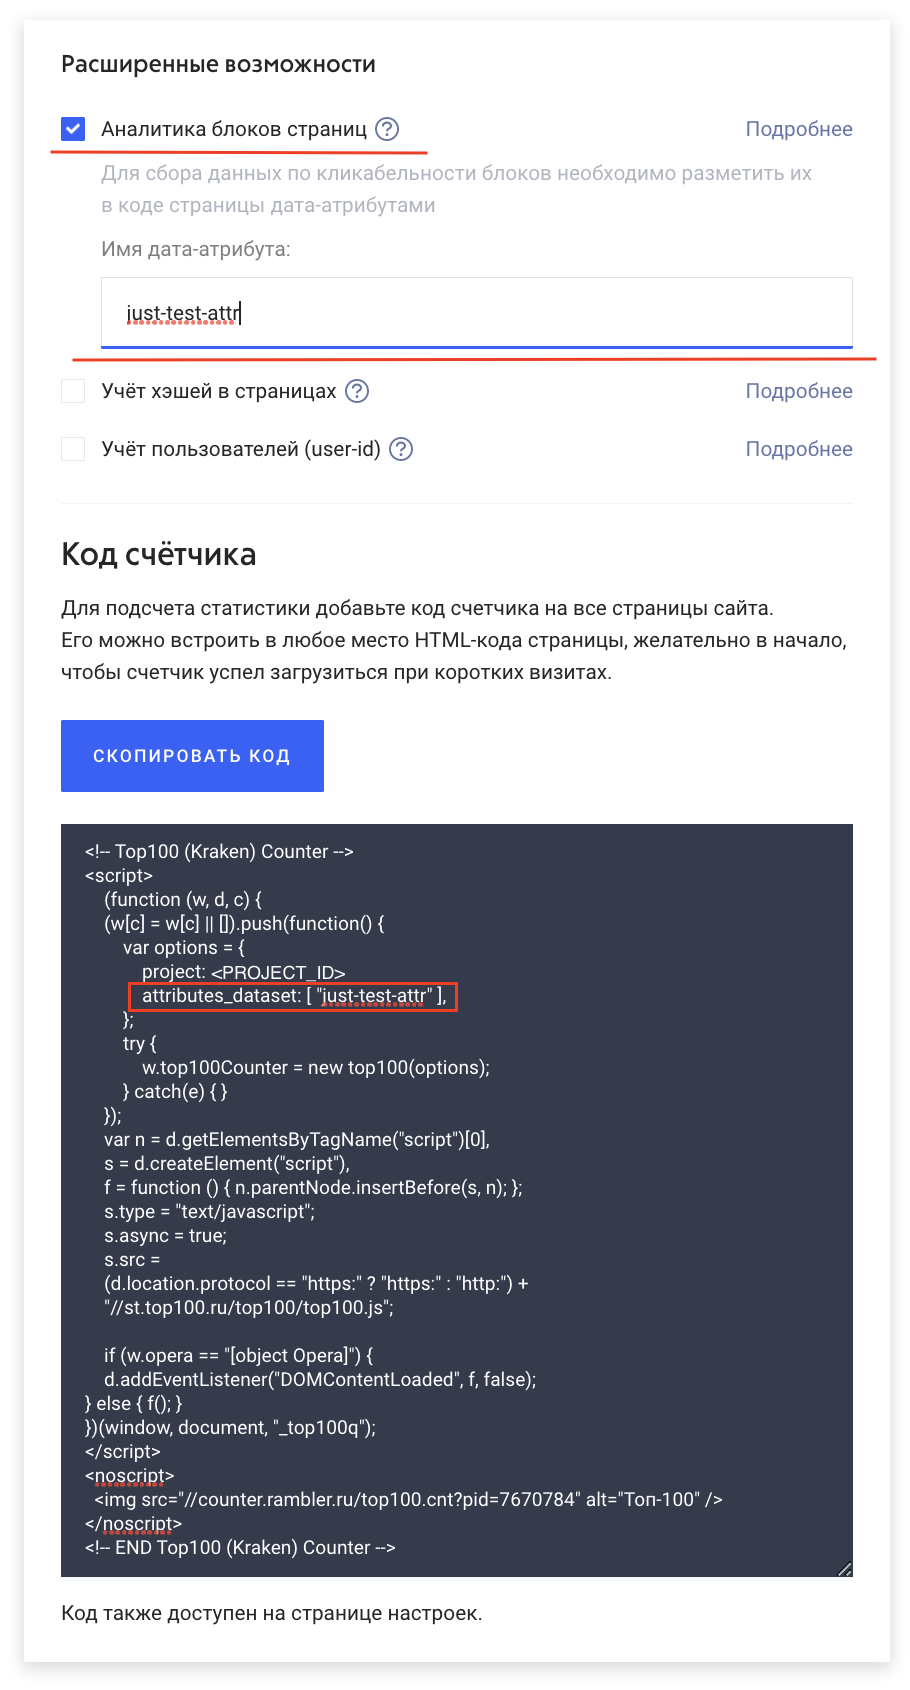 Расширенные возможности
Аналитика блоков страниц ? Подробнее
Для сбора данных по кликабельности блоков необходимо разметить их
в коде страницы дата-атрибутами
Имя дата-атрибута:
just-test-attr
Учёт хэшей в страницах ? Подробнее
Учёт пользователей (user-id) ? Подробнее
Код счётчика
Для подсчета статистики добавьте код счетчика на все страницы сайта.
Его можно встроить в любое место HTML-кода страницы, желательно в начало,
чтобы счетчик успел загрузиться при коротких визитах.
СКОПИРОВАТЬ КОД
<!-- Top100 (Kraken) Counter -->
<script>
(function (w, d, c) {
(w[c] = w[c] || []).push(function() {
var options = {
project: <PROJECT_ID>
attributes_dataset: [ "just-test-attr" ],
};
try {
w.top100Counter = new top100(options);
} catch(e) { }
});
var n = d.getElementsByTagName("script")[0],
s = d.createElement("script"),
f = function () { n.parentNode.insertBefore(s, n); };
s.type = "text/javascript";
s.async = true;
s.src =
(d.location.protocol == "https:" ? "https:" : "http:") +
"//st.top100.ru/top100/top100.js";
if (w.opera == "[object Opera]") {
d.addEventListener("DOMContentLoaded", f, false);
} else { f(); }
})(window, document, "_top100q");
</script>
<noscript>
<img src="//counter.rambler.ru/top100.cnt?pid=7670784" alt="Топ-100" />
</noscript>
<!-- END Top100 (Kraken) Counter -->
Код также доступен на странице настроек.